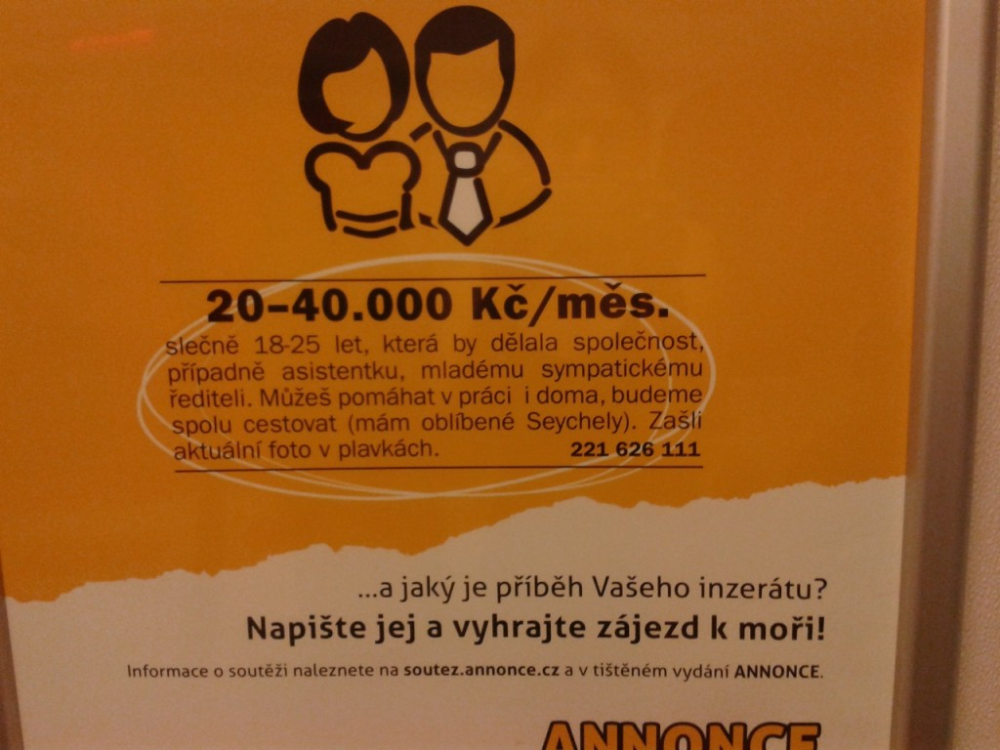 20–40.000 Kč/měs.
slečně 18-25 let, která by dělala společnost,
případně asistentku, mladému sympatickému
řediteli. Můžeš pomáhat v práci i doma, budeme
spolu cestovat (mám oblíbené Seychely). Zašli
aktuální foto v plavkách. 221 626 111
...a jaký je příběh Vašeho inzerátu?
Napište jej a vyhrajte zájezd k moři!
Informace o soutěži naleznete na soutez.annonce.cz a v tištěném vydání ANNONCE.
ANNONCE